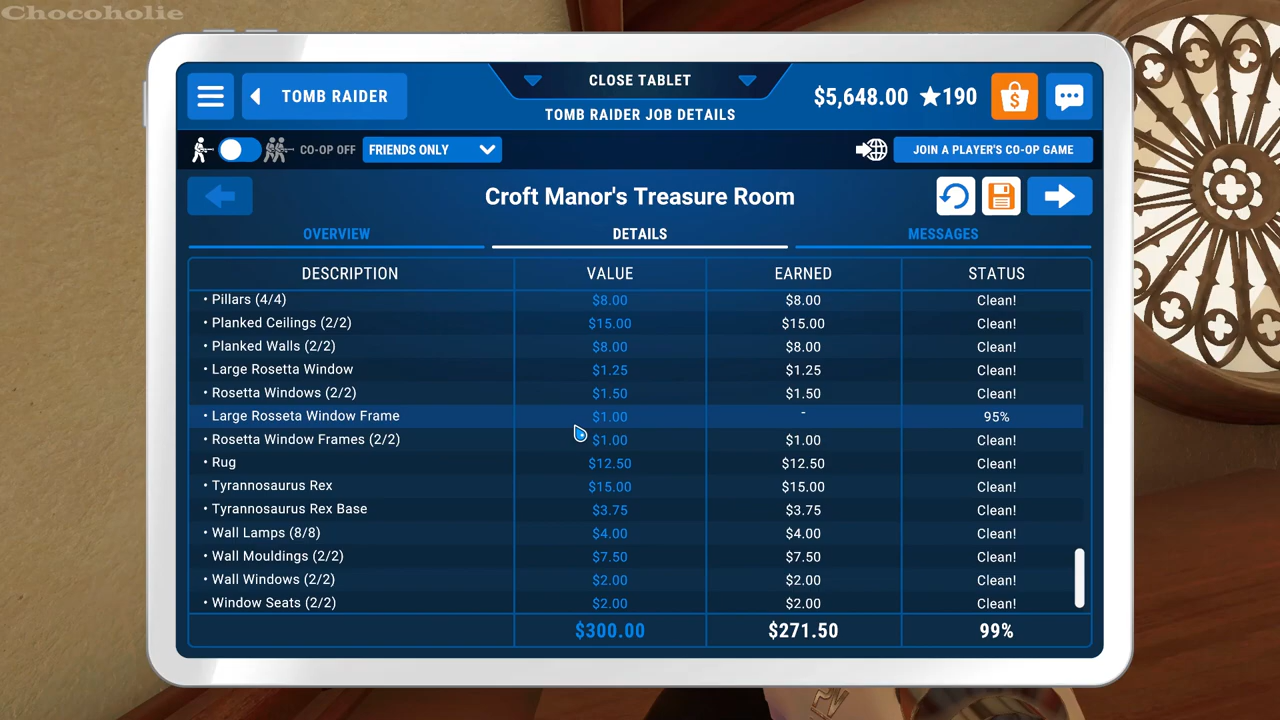 Chocoholie
CLOSE TABLET
TOMB RAIDER
$5,648.00 ★190
TOMB RAIDER JOB DETAILS
CO-OP OFF FRIENDS ONLY JOIN A PLAYER'S CO-OP GAME
Croft Manor's Treasure Room
OVERVIEW DETAILS MESSAGES
DESCRIPTION VALUE EARNED STATUS
• Pillars (4/4) $8.00 $8.00 Clean!
• Planked Ceilings (2/2) $15.00 $15.00 Clean!
• Planked Walls (2/2) $8.00 $8.00 Clean!
• Large Rosetta Window $1.25 $1.25 Clean!
• Rosetta Windows (2/2) $1.50 $1.50 Clean!
• Large Rosseta Window Frame $1.00 - 95%
• Rosetta Window Frames (2/2) $1.00 $1.00 Clean!
• Rug $12.50 $12.50 Clean!
• Tyrannosaurus Rex $15.00 $15.00 Clean!
• Tyrannosaurus Rex Base $3.75 $3.75 Clean!
• Wall Lamps (8/8) $4.00 $4.00 Clean!
• Wall Mouldings (2/2) $7.50 $7.50 Clean!
• Wall Windows (2/2) $2.00 $2.00 Clean!
• Window Seats (2/2) $2.00 $2.00 Clean!
$300.00 $271.50 99%
PW